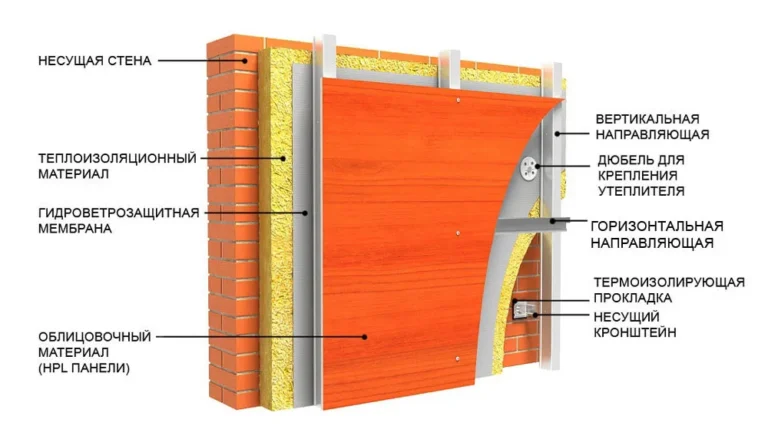 НЕСУЩАЯ СТЕНА
ТЕПЛОИЗОЛЯЦИОННЫЙ
МАТЕРИАЛ
ГИДРОВЕТРОЗАЩИТНАЯ
МЕМБРАНА
ОБЛИЦОВОЧНЫЙ
МАТЕРИАЛ
(HPL ПАНЕЛИ)
ВЕРТИКАЛЬНАЯ
НАПРАВЛЯЮЩАЯ
ДЮБЕЛЬ ДЛЯ
КРЕПЛЕНИЯ
УТЕПЛИТЕЛЯ
ГОРИЗОНТАЛЬНАЯ
НАПРАВЛЯЮЩАЯ
ТЕРМОИЗОЛИРУЮЩАЯ
ПРОКЛАДКА
НЕСУЩИЙ
КРОНШТЕЙН